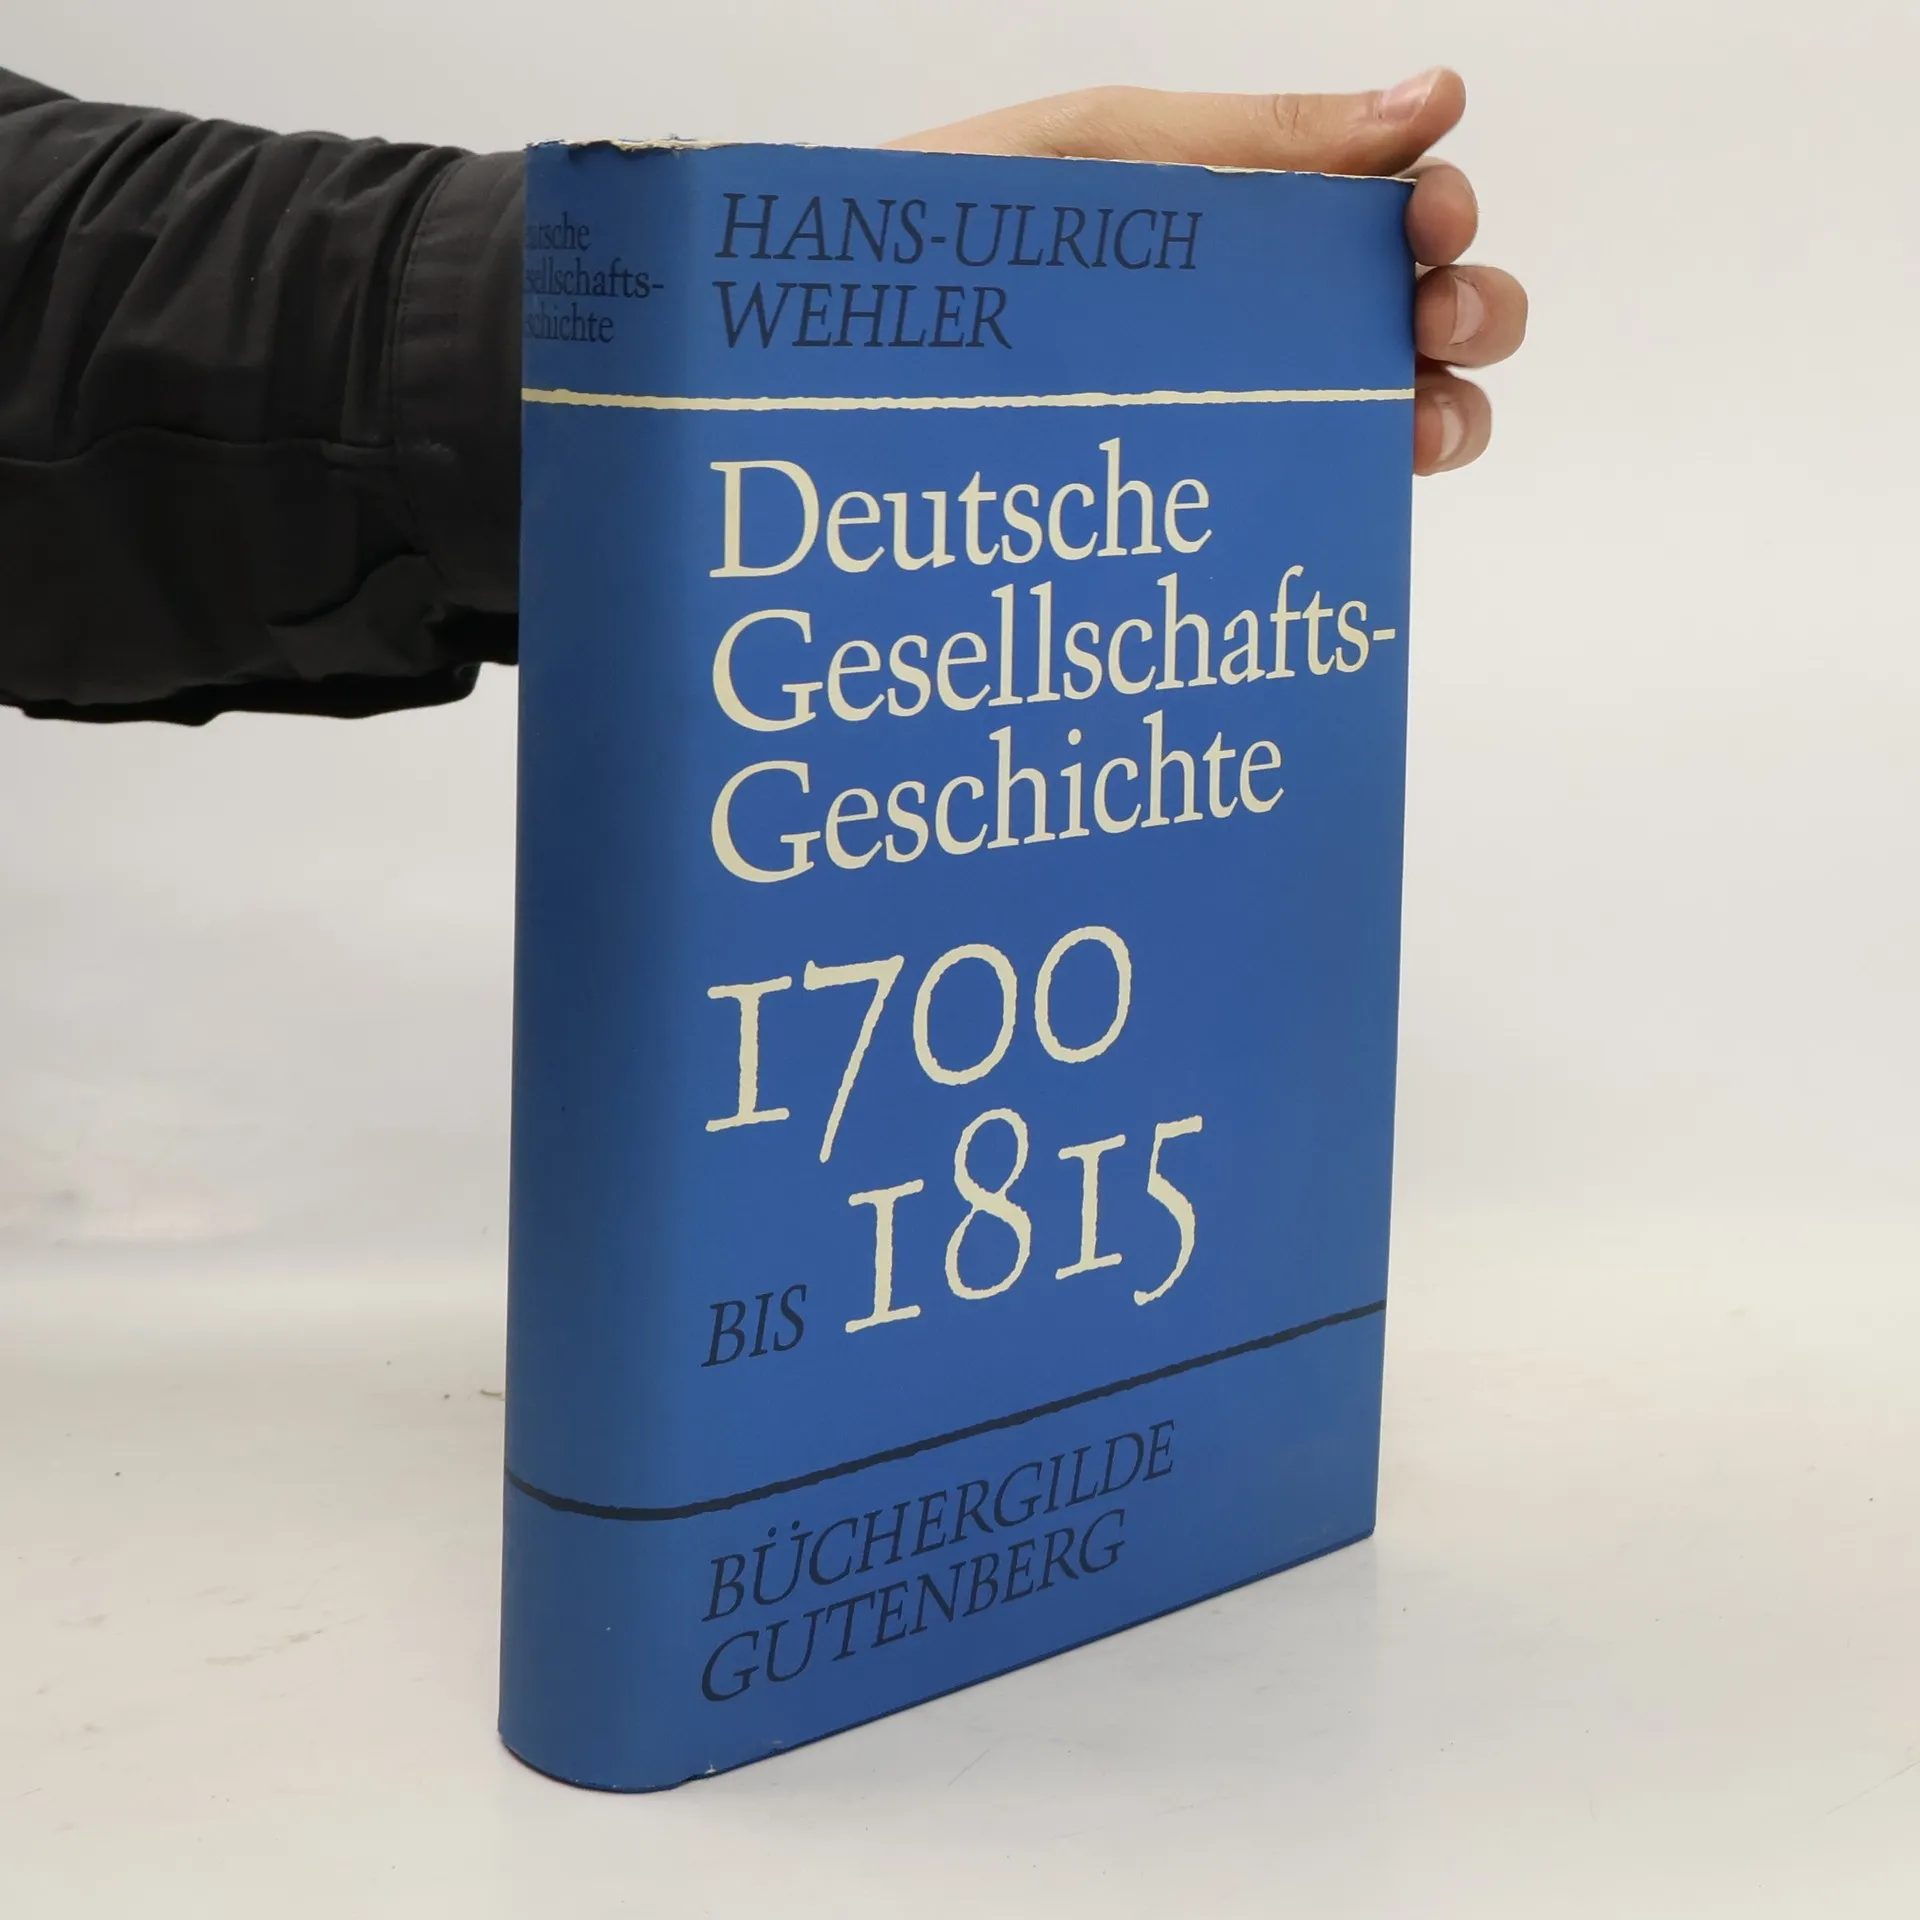 HANS-ULRICH
WEHLER
Deutsche
Gesellschafts-
Geschichte
1700
BIS 1815
BÜCHERGILDE
GUTENBERG